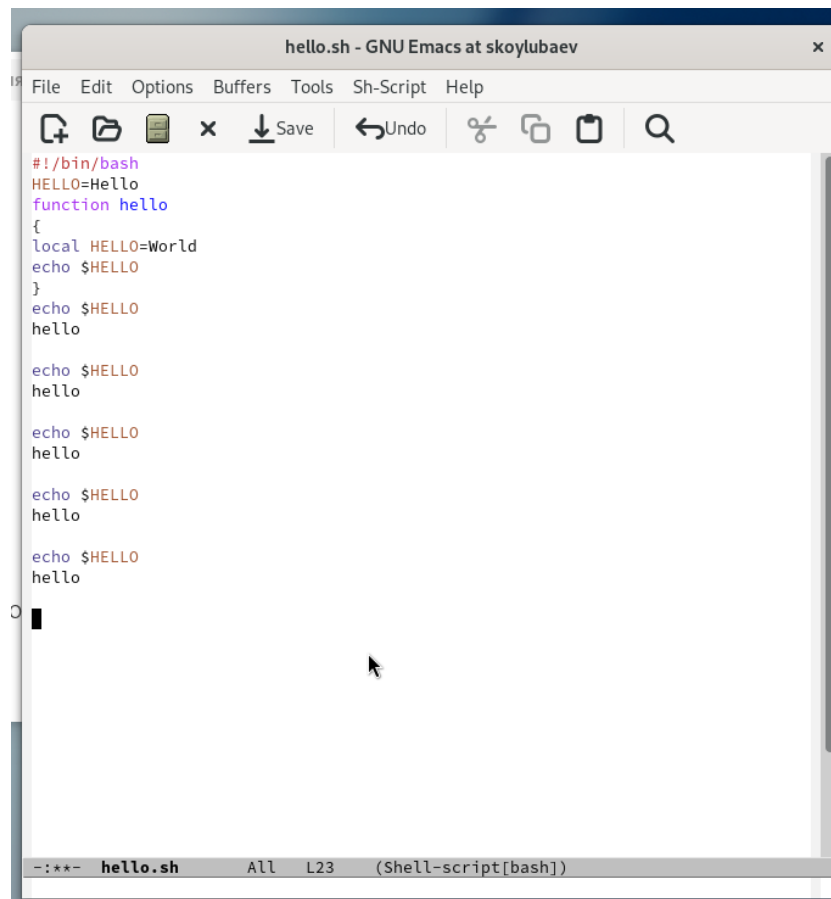 hello.sh - GNU Emacs at skoylubaev
File Edit Options Buffers Tools Sh-Script Help
Save Undo
#!/bin/bash
HELLO=Hello
function hello
{
local HELLO=World
echo $HELLO
}
echo $HELLO
hello
echo $HELLO
hello
echo $HELLO
hello
echo $HELLO
hello
echo $HELLO
hello
-:**- hello.sh All L23 (Shell-script[bash])